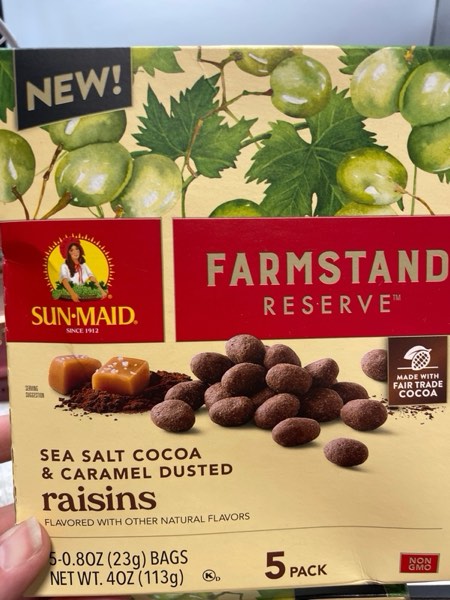 NEW!
SUN-MAID®
SINCE 1912
FARMSTAND
RESERVE™
SERVING
SUGGESTION
MADE WITH
FAIR TRADE
COCOA
SEA SALT COCOA
& CARAMEL DUSTED
raisins
FLAVORED WITH OTHER NATURAL FLAVORS
5-0.8OZ (23g) BAGS
NET WT. 4OZ (113g)
K D
5 PACK
NON
GMO